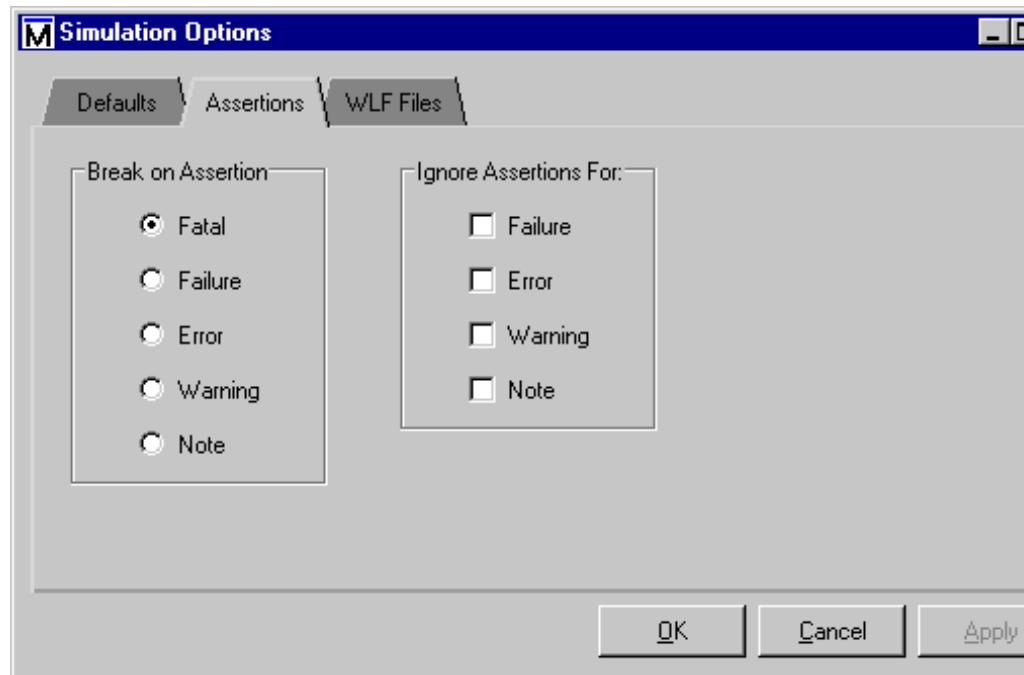 Simulation Options
Defaults Assertions WLF Files
Break on Assertion
Fatal
Failure
Error
Warning
Note
Ignore Assertions For:
Failure
Error
Warning
Note
OK Cancel Apply